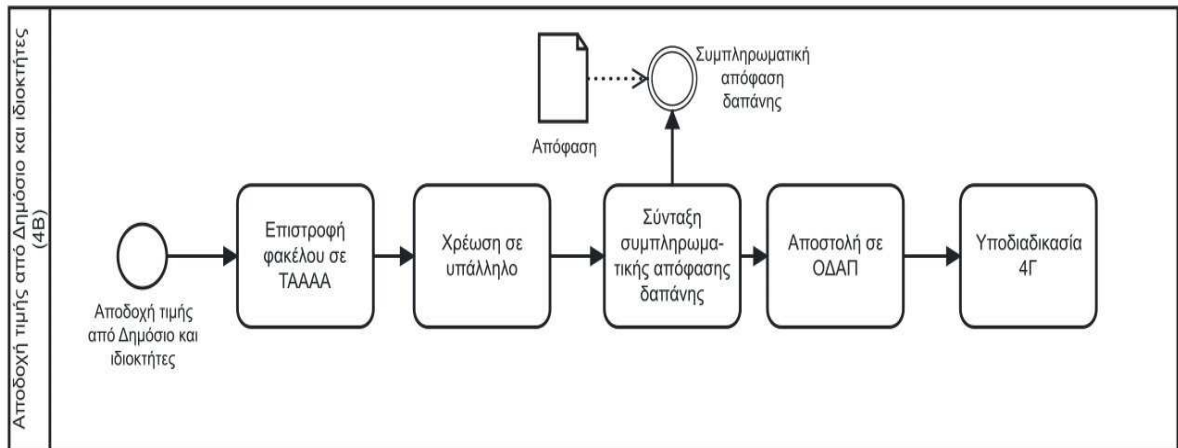 Αποδοχή τιμής από Δημόσιο και ιδιοκτήτες
(4Β)
Αποδοχή τιμής
από Δημόσιο και
ιδιοκτήτες
Επιστροφή
φακέλου σε
ΤΑΑΑΑ
Χρέωση σε
υπάλληλο
Σύνταξη
συμπληρωμα-
τικής απόφασης
δαπάνης
Απόφαση
Συμπληρωματική
απόφαση
δαπάνης
Αποστολή σε
ΟΔΑΠ
Υποδιαδικασία
4Γ